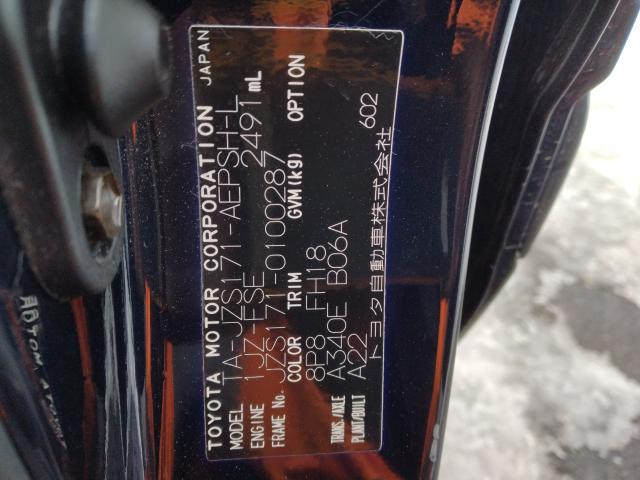 TOYOTA MOTOR CORPORATION JAPAN
MODEL TA-JZS171-AEPSH-L
ENGINE 1JZ-FSE 2491 mL
FRAME No. JZS171-0100287
COLOR TRIM GVM(kg) OPTION
8P8 FH18
TRANS./AXLE A340E B06A
PLANT/BUILT A22
トヨタ自動車株式会社 602